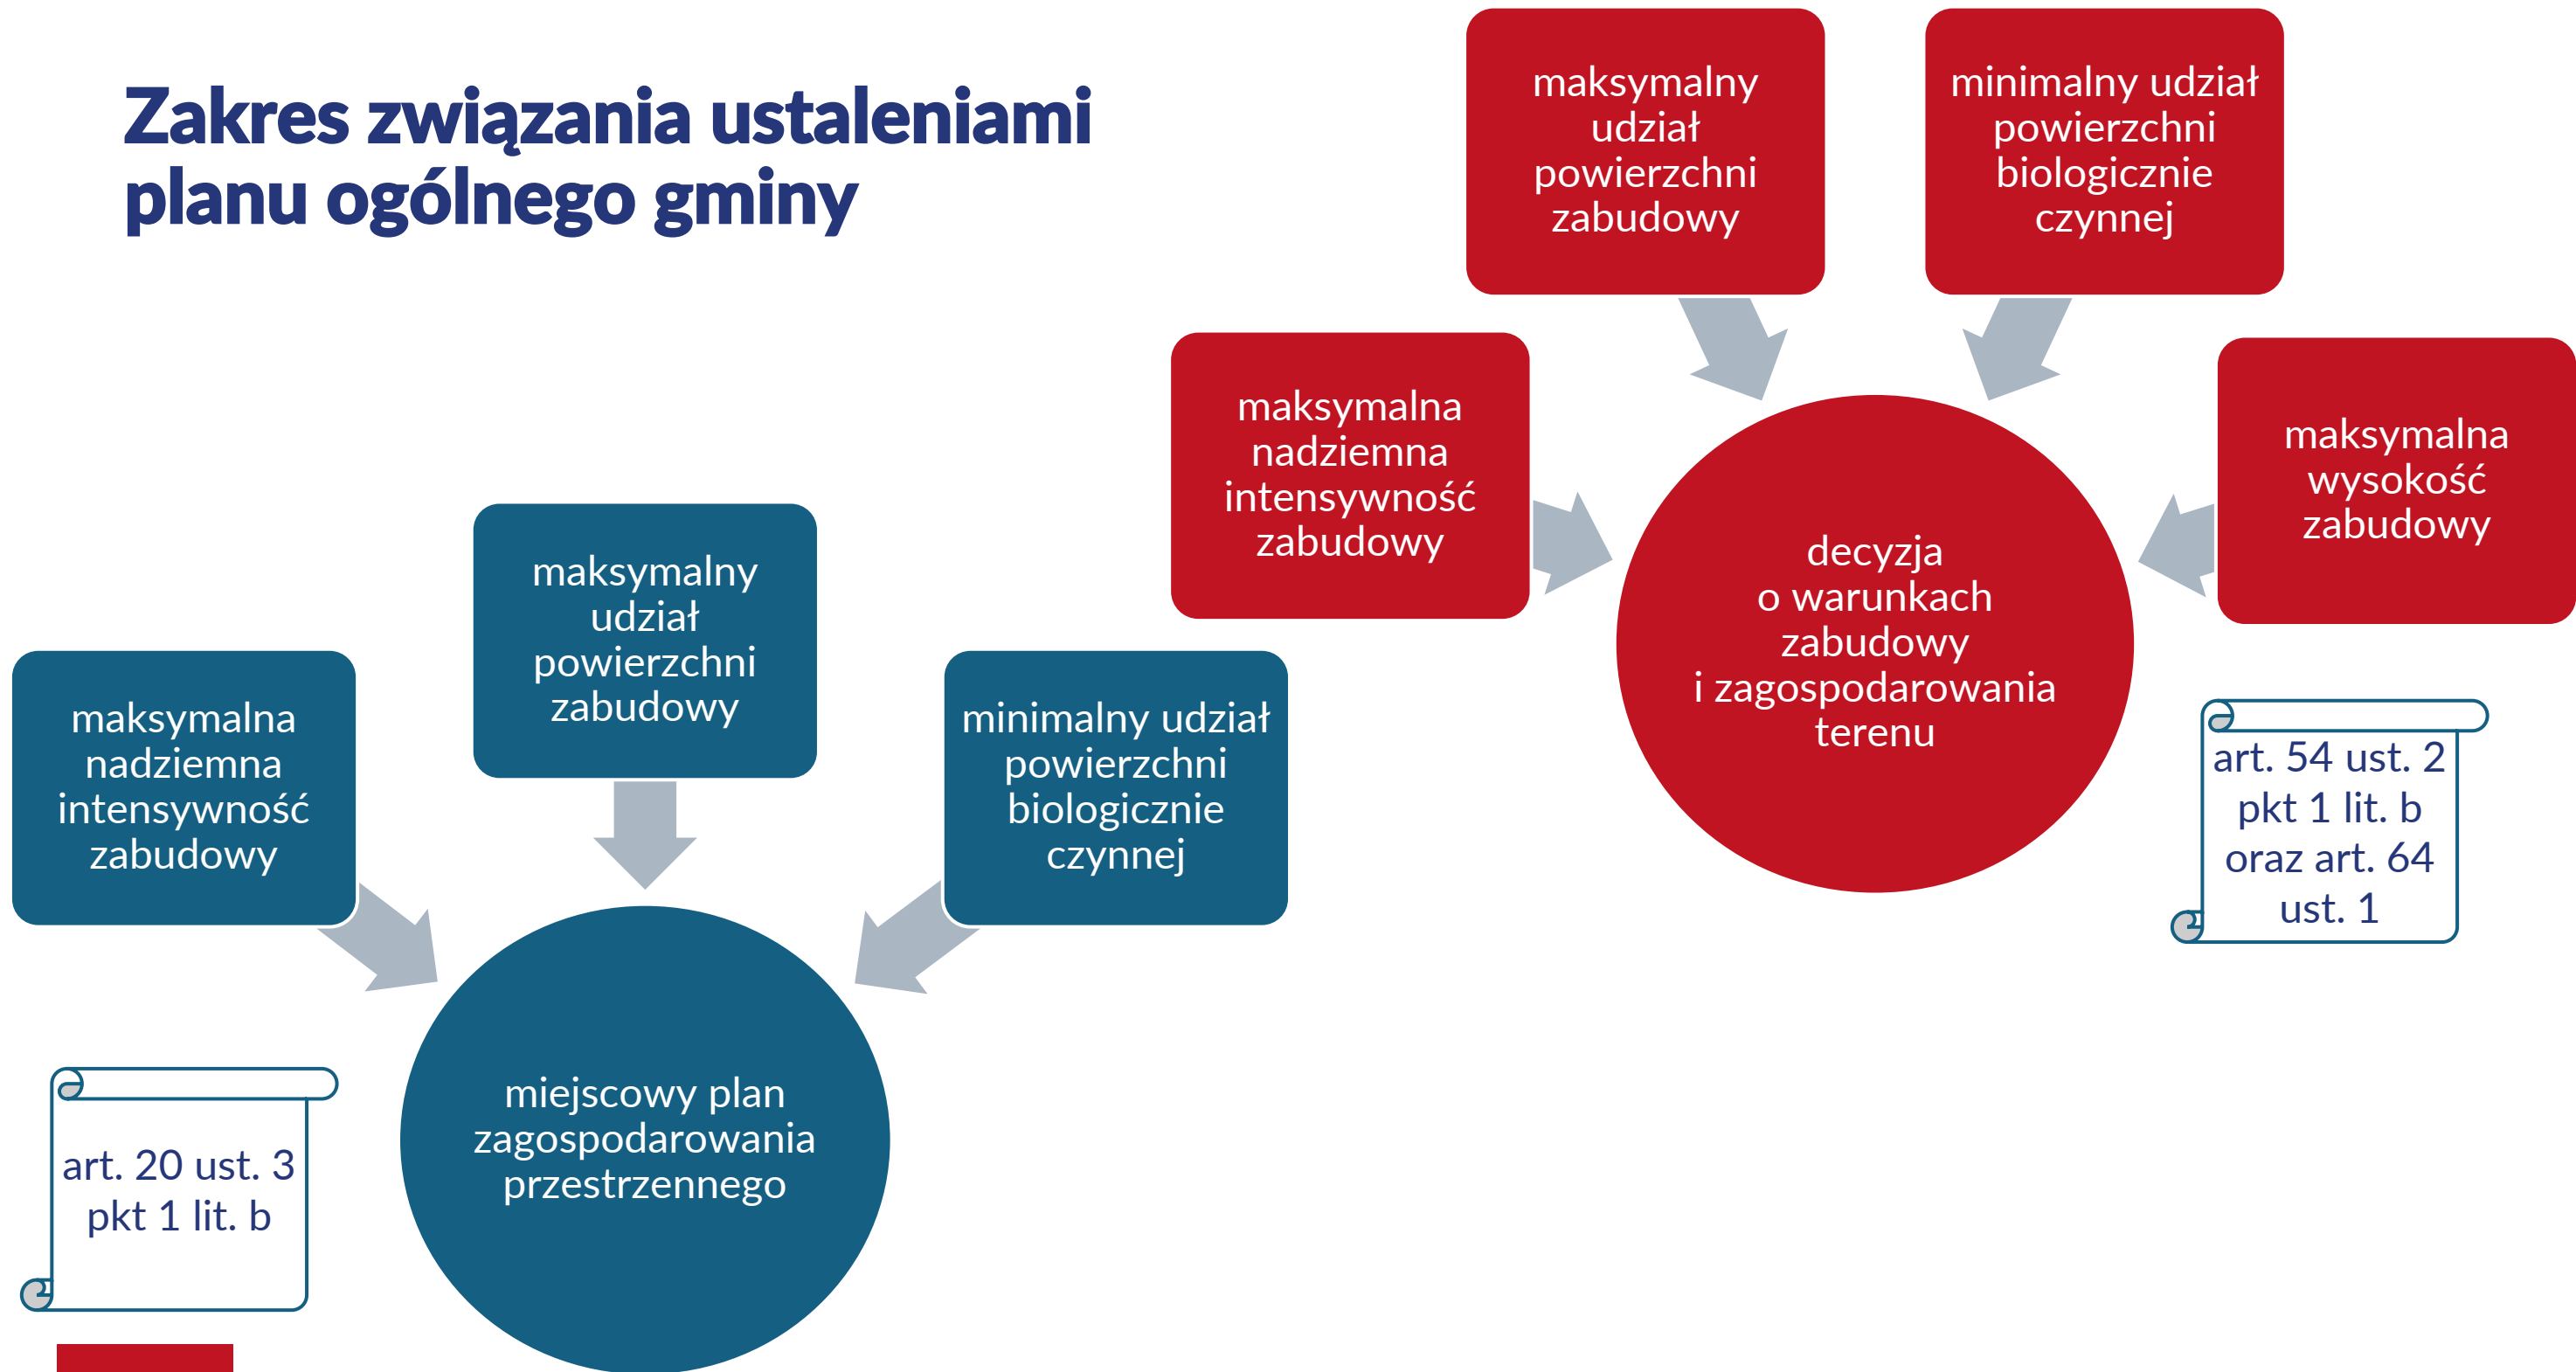 Zakres związania ustaleniami
planu ogólnego gminy
maksymalna
nadziemna
intensywność
zabudowy
maksymalny
udział
powierzchni
zabudowy
minimalny udział
powierzchni
biologicznie
czynnej
miejscowy plan
zagospodarowania
przestrzennego
art. 20 ust. 3
pkt 1 lit. b
maksymalna
nadziemna
intensywność
zabudowy
maksymalny
udział
powierzchni
zabudowy
minimalny udział
powierzchni
biologicznie
czynnej
maksymalna
wysokość
zabudowy
decyzja
o warunkach
zabudowy
i zagospodarowania
terenu
art. 54 ust. 2
pkt 1 lit. b
oraz art. 64
ust. 1